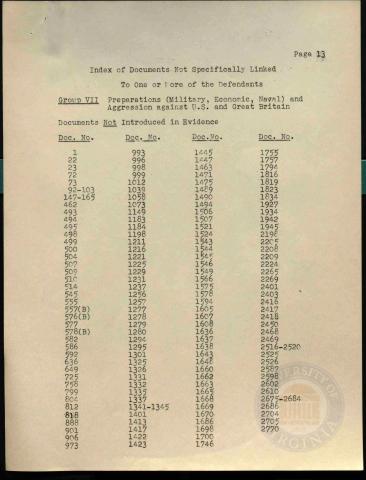 Page 13
Index of Documents Not Specifically Linked
To One or More of the Defendants
Group VII Preparations (Military, Economic, Naval) and
Aggression against U.S. and Great Britain
Documents Not Introduced in Evidence
Doc. No. Doc. No. Doc.No. Doc. No.
1 993 1445 1755
22 996 1447 1757
23 998 1463 1794
72 999 1471 1816
73 1012 1475 1819
92-103 1039 1489 1823
147-165 1058 1490 1834
462 1073 1494 1927
493 1149 1506 1934
494 1183 1507 1942
495 1184 1521 1945
498 1198 1524 2198
499 1211 1543 2205
500 1216 1544 2208
504 1221 1545 2209
507 1225 1546 2224
509 1229 1549 2265
510 1231 1566 2269
514 1237 1575 2401
545 1256 1578 2403
555 1257 1594 2416
557(B) 1277 1605 2417
576(B) 1278 1607 2418
577 1279 1608 2450
578(B) 1280 1636 2468
582 1294 1637 2469
586 1295 1638 2516-2520
592 1301 1643 2525
636 1325 1648 2526
649 1326 1660 2587
725 1331 1662 2598
758 1332 1663 2602
799 1335 1665 2610
804 1337 1668 2675-2684
812 1341-1345 1669 2686
818 1401 1670 2704
888 1413 1686 2705
901 1417 1698 2770
906 1422 1700
973 1423 1746